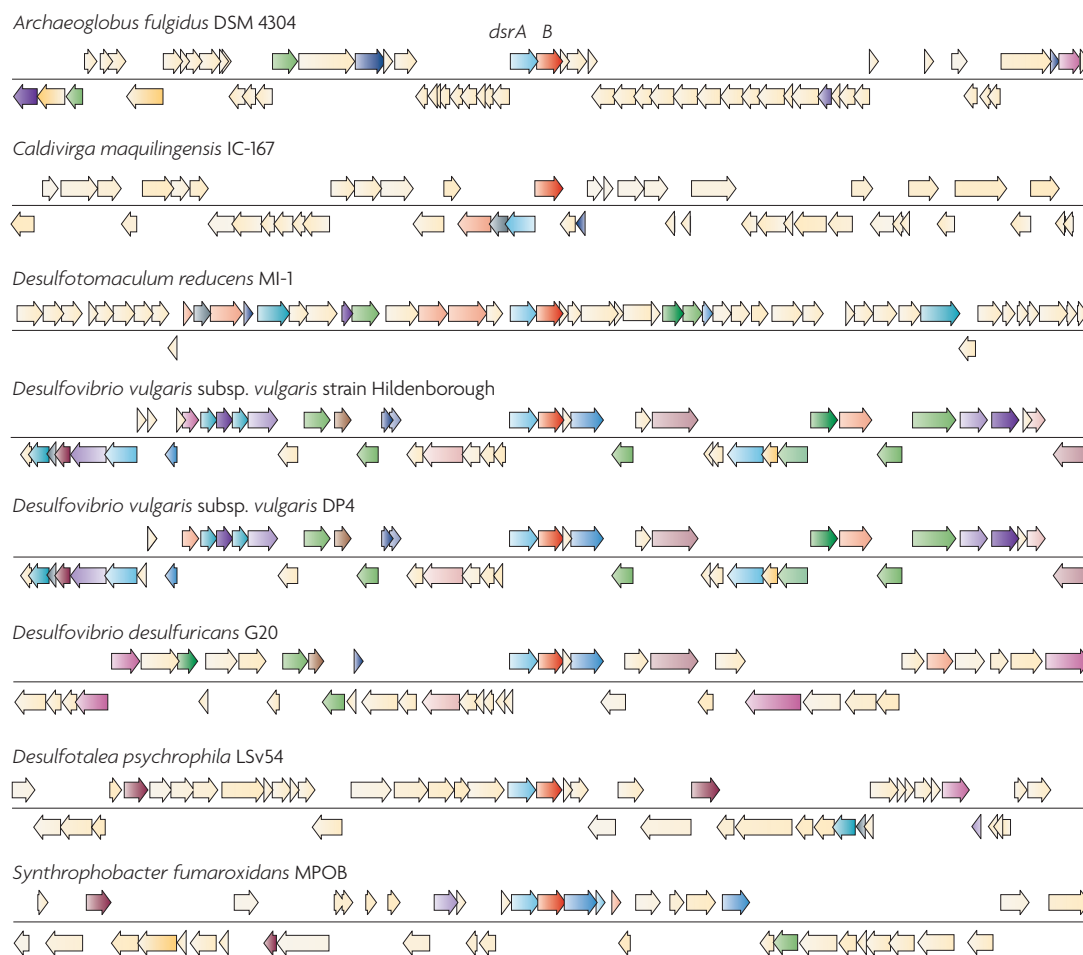 Archaeoglobus fulgidus DSM 4304
dsrA B
Caldivirga maquilingensis IC-167
Desulfotomaculum reducens MI-1
Desulfovibrio vulgaris subsp. vulgaris strain Hildenborough
Desulfovibrio vulgaris subsp. vulgaris DP4
Desulfovibrio desulfuricans G20
Desulfotalea psychrophila LSv54
Synthrophobacter fumaroxidans MPOB